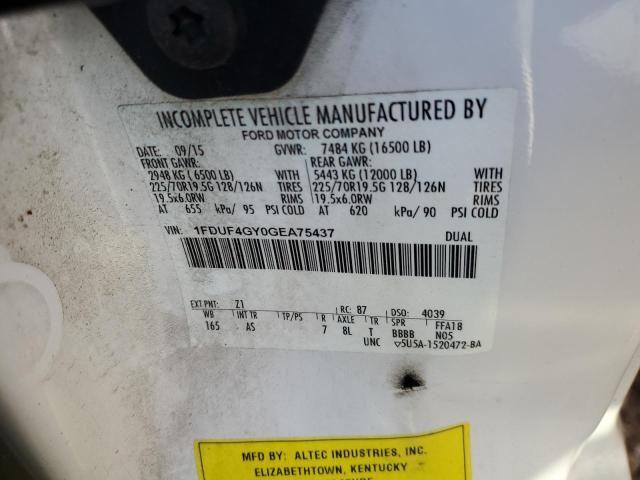 INCOMPLETE VEHICLE MANUFACTURED BY
FORD MOTOR COMPANY
DATE: 09/15 GVWR: 7484 KG (16500 LB)
FRONT GAWR: REAR GAWR:
2948 KG ( 6500 LB) WITH 5443 KG (12000 LB) WITH
225/70R19.5G 128/126N TIRES 225/70R19.5G 128/126N TIRES
19.5x6.0RW RIMS 19.5x6.0RW RIMS
AT 655 kPa/ 95 PSI COLD AT 620 kPa/ 90 PSI COLD
VIN: 1FDUF4GY0GEA75437 DUAL
EXT PNT: Z1 RC: 87 DSO: 4039
WB INT TR TP/PS R AXLE TR SPR FFA18
165 AS 7 8L T BBBB N05
UNC ▽5U5A-1520472-BA
MFD BY: ALTEC INDUSTRIES, INC.
ELIZABETHTOWN, KENTUCKY